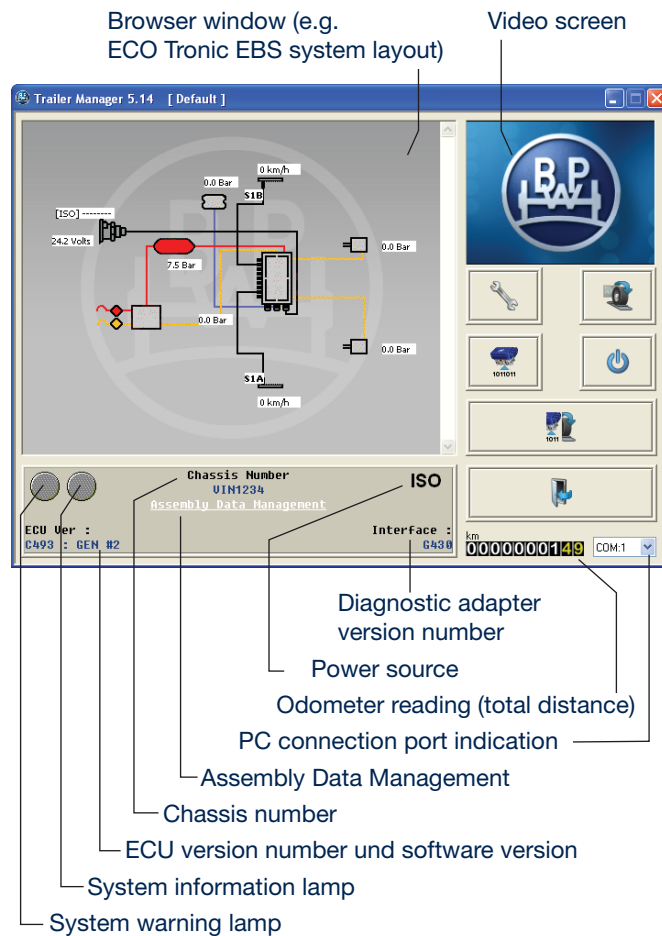 Browser window (e.g.
ECO Tronic EBS system layout)
Video screen
Trailer Manager 5.14 [ Default ]
0 km/h
0.0 Bar
S1B
[ISO] --------
24.2 Volts
7.5 Bar
0.0 Bar
0.0 Bar
0.0 Bar
S1A
0 km/h
BPW
1011011
1011
Chassis Number
VIN1234
Assembly Data Management
ISO
ECU Ver :
C493 : GEN #2
Interface :
G430
km
000000149
COM:1
Diagnostic adapter
version number
Power source
Odometer reading (total distance)
PC connection port indication
Assembly Data Management
Chassis number
ECU version number und software version
System information lamp
System warning lamp